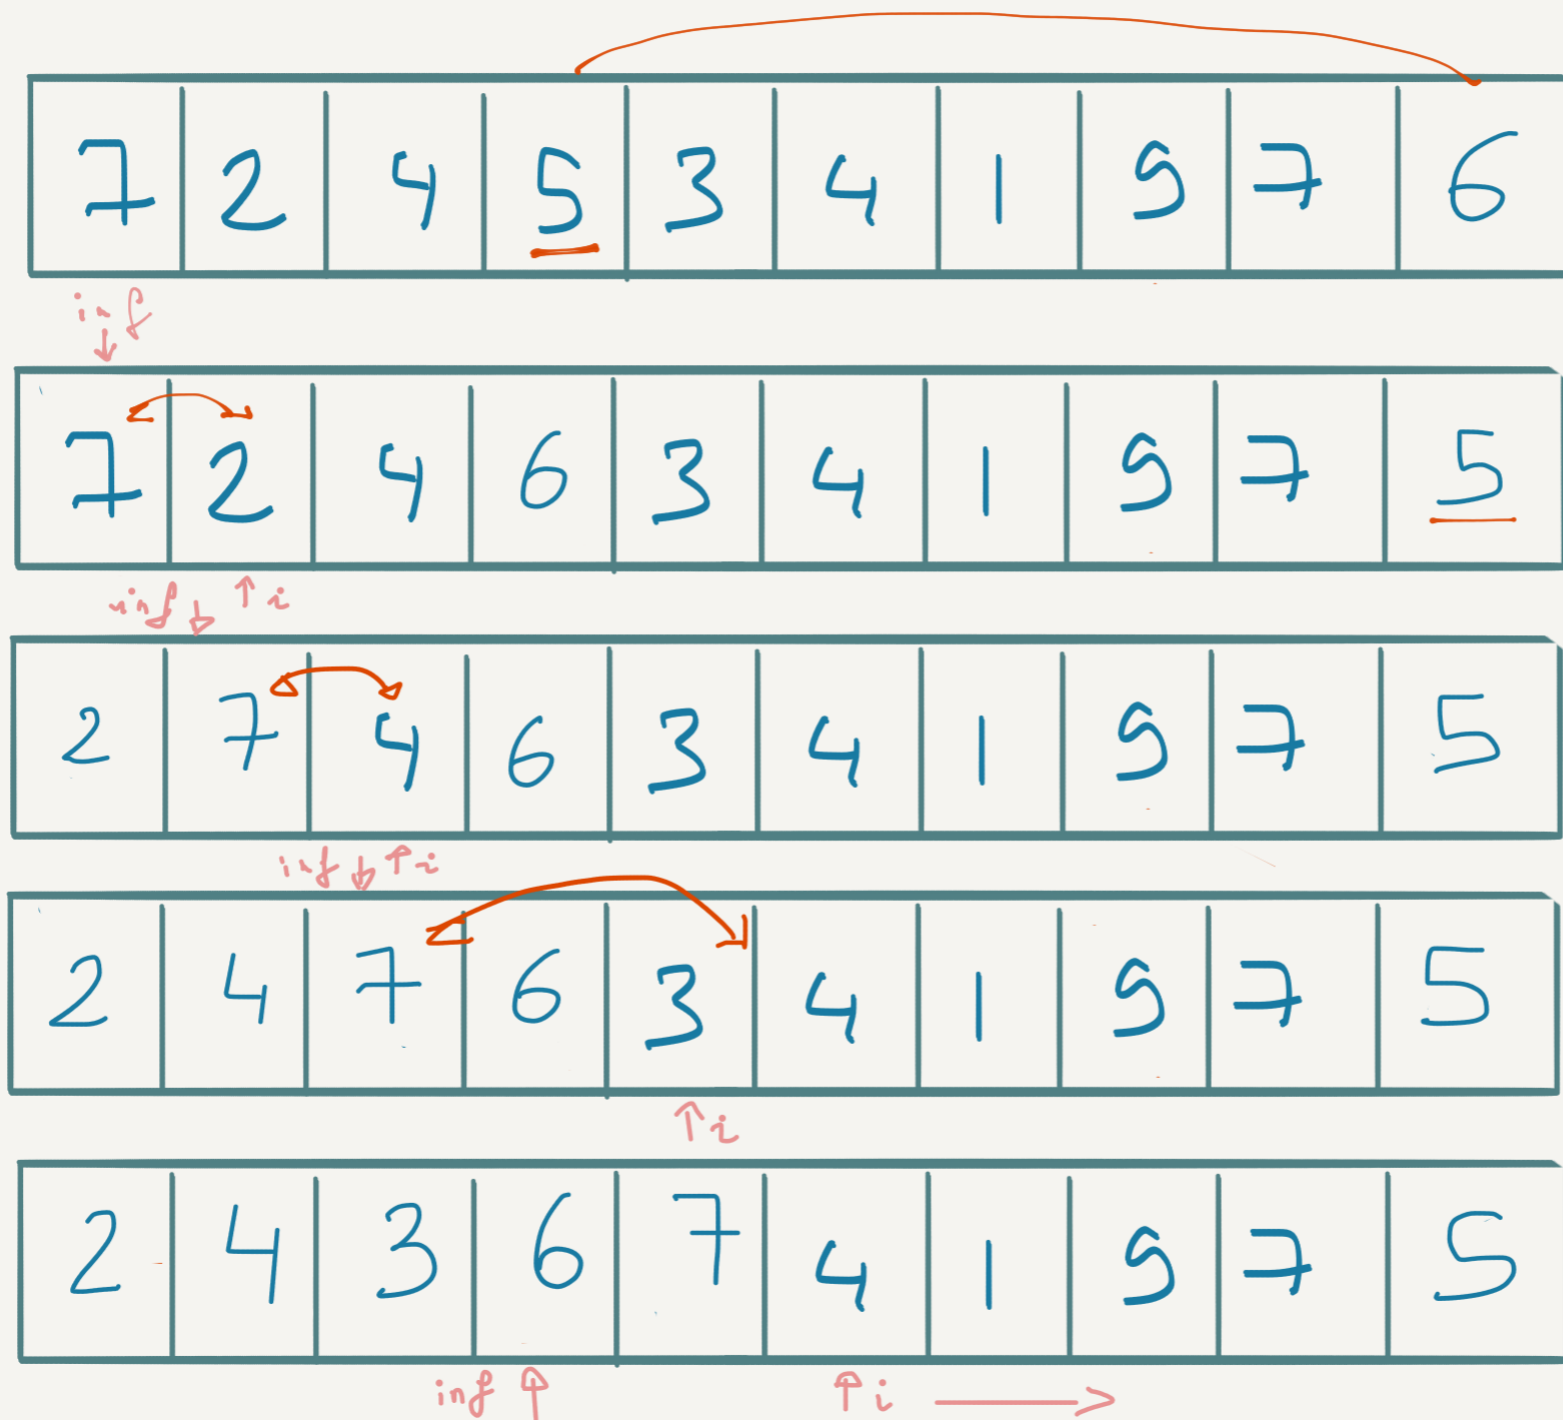 7 2 4 5 3 4 1 9 7 6
inf
7 2 4 6 3 4 1 9 7 5
inf i
2 7 4 6 3 4 1 9 7 5
inf i
2 4 7 6 3 4 1 9 7 5
i
2 4 3 6 7 4 1 9 7 5
inf i